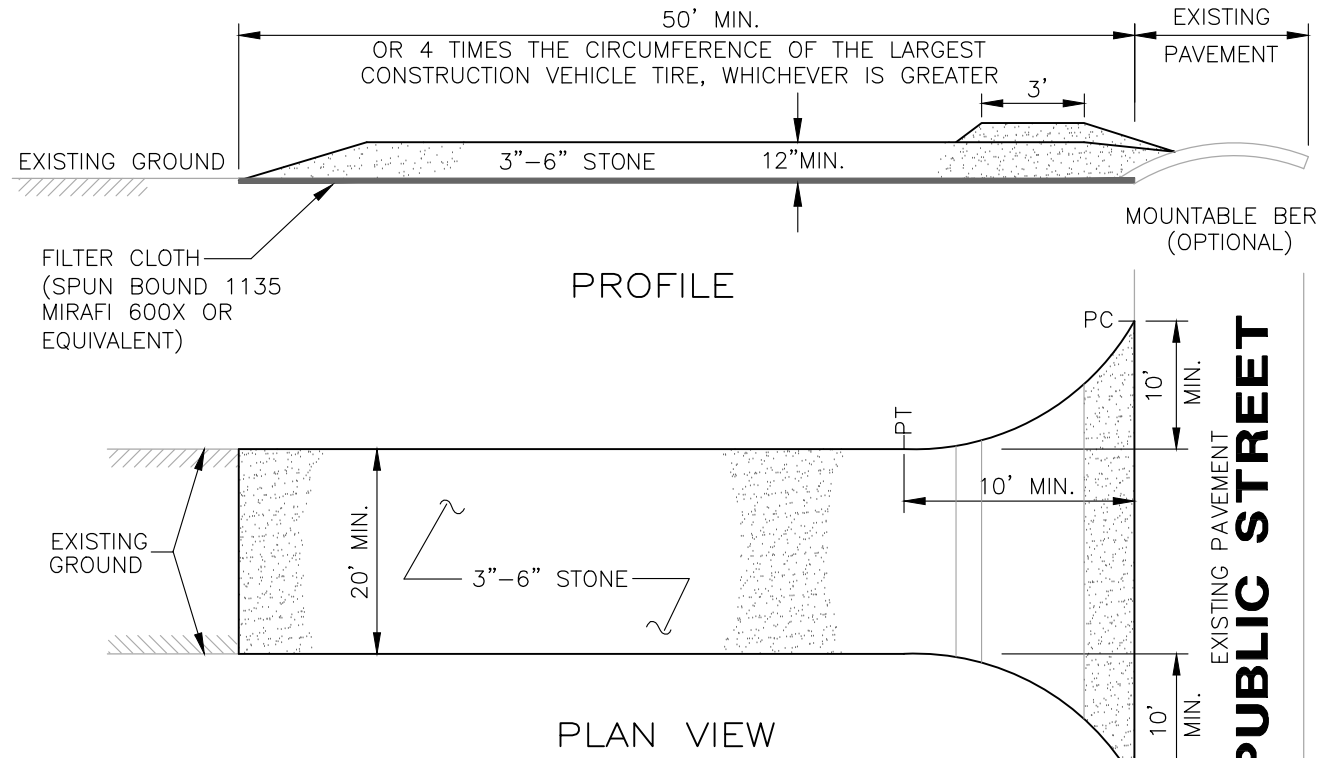 50' MIN.
OR 4 TIMES THE CIRCUMFERENCE OF THE LARGEST
CONSTRUCTION VEHICLE TIRE, WHICHEVER IS GREATER
EXISTING
PAVEMENT
3'
EXISTING GROUND
3"-6" STONE
12"MIN.
MOUNTABLE BER
(OPTIONAL)
FILTER CLOTH
(SPUN BOUND 1135
MIRAFI 600X OR
EQUIVALENT)
PROFILE
PC
10'
MIN.
PT
10' MIN.
EXISTING
GROUND
20' MIN.
3"-6" STONE
EXISTING PAVEMENT
PUBLIC STREET
10'
MIN.
PLAN VIEW